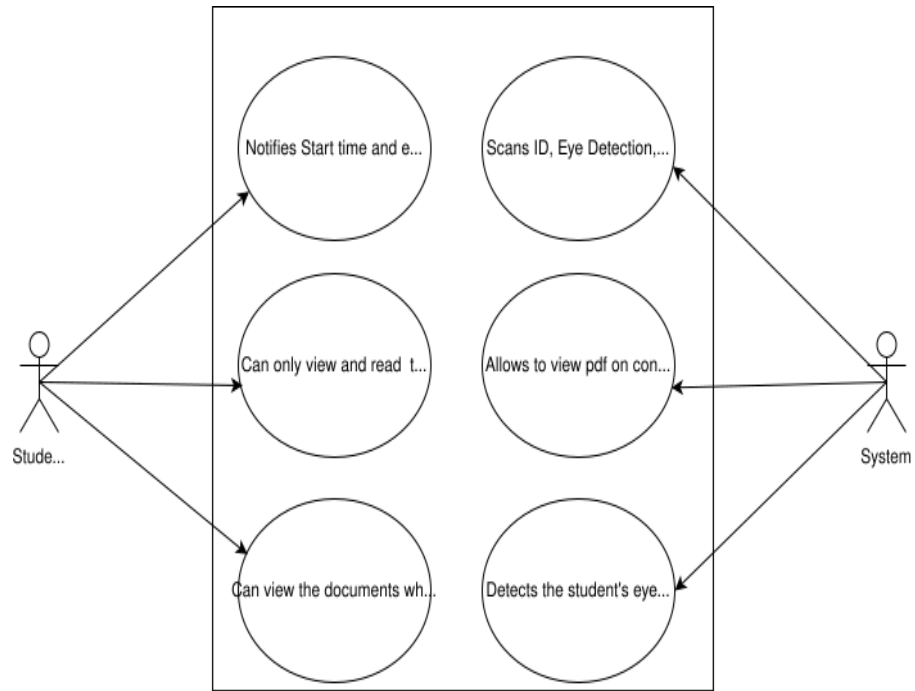 Notifies Start time and e...
Scans ID, Eye Detection,...
Can only view and read t...
Allows to view pdf on con...
Stude...
System
Can view the documents wh...
Detects the student's eye...